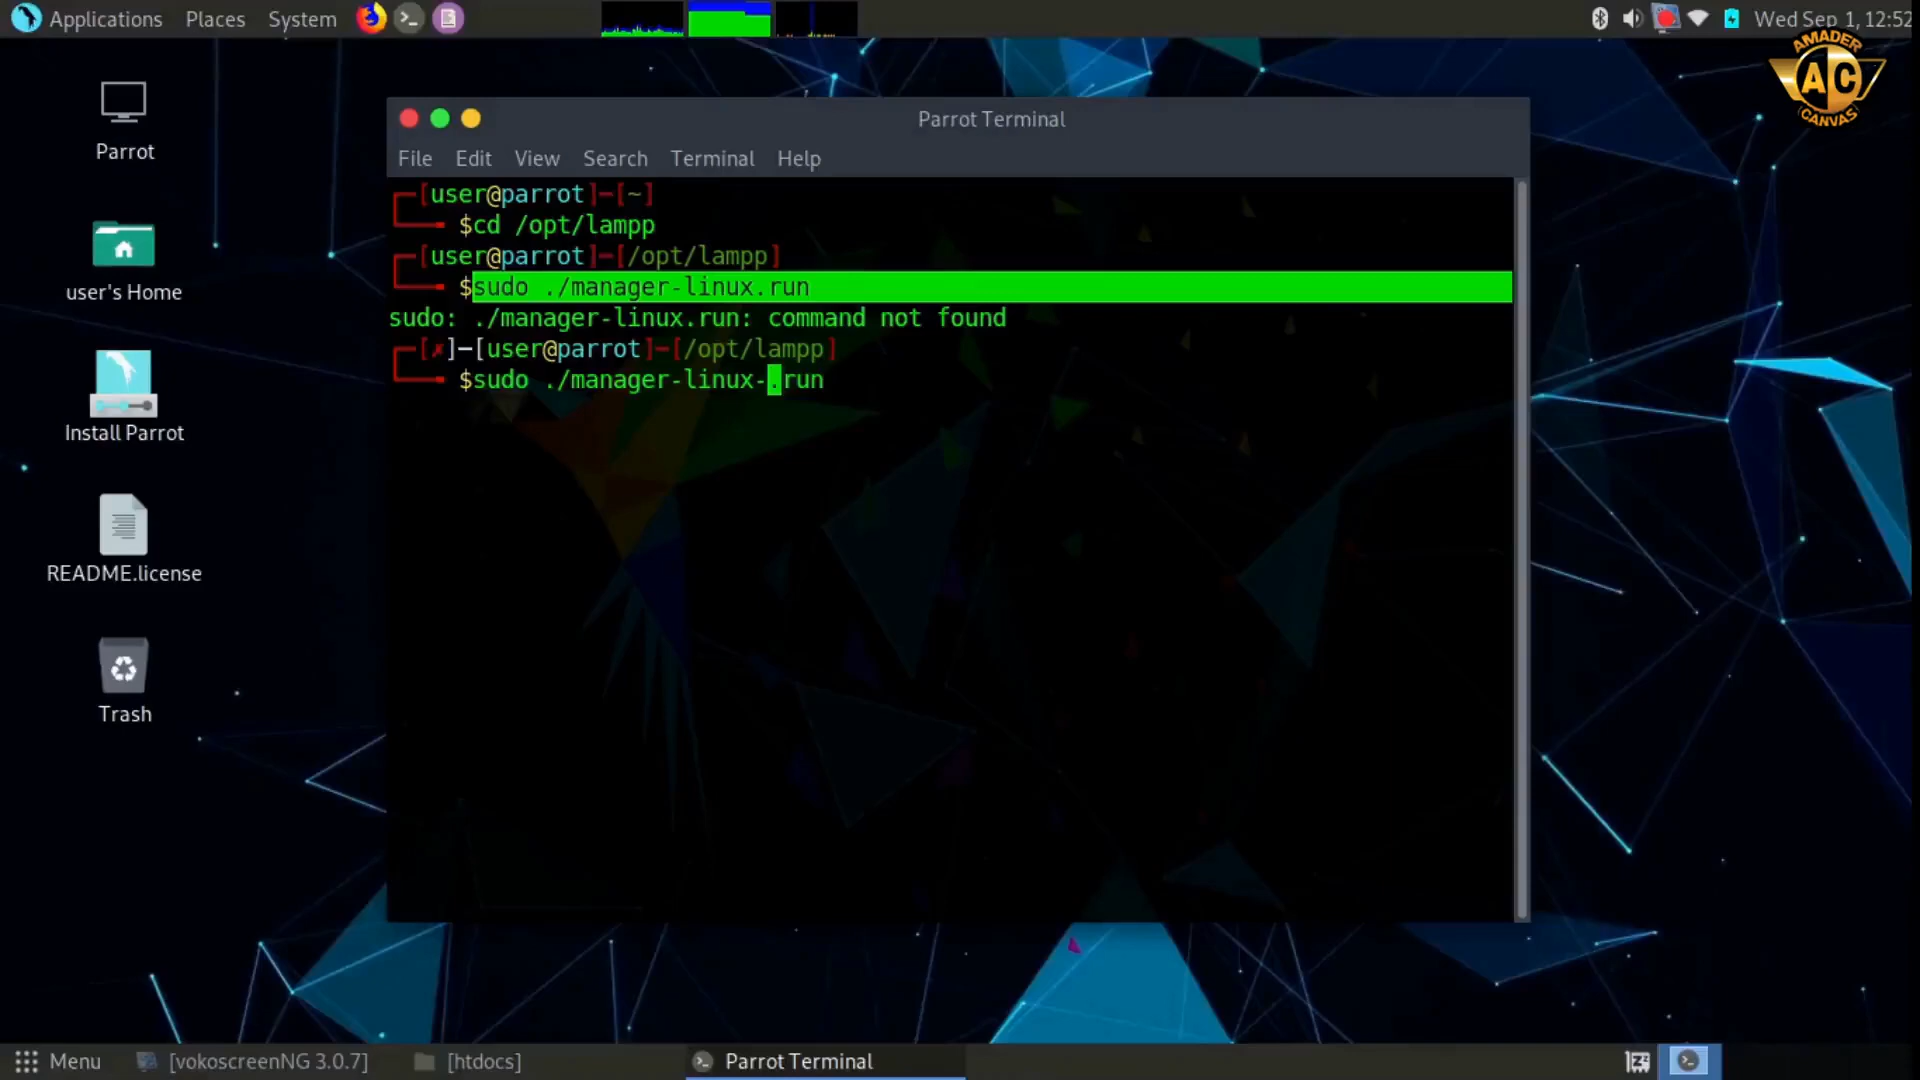 Applications Places System
Wed Sep 1, 12:52
AMADER
AC
CANVAS
Parrot
user's Home
Install Parrot
README.license
Trash
Parrot Terminal
File Edit View Search Terminal Help
[user@parrot]─[~]
$cd /opt/lampp
[user@parrot]─[/opt/lampp]
$sudo ./manager-linux.run
sudo: ./manager-linux.run: command not found
[✗]─[user@parrot]─[/opt/lampp]
$sudo ./manager-linux-.run
Menu [vokoscreenNG 3.0.7] [htdocs] Parrot Terminal